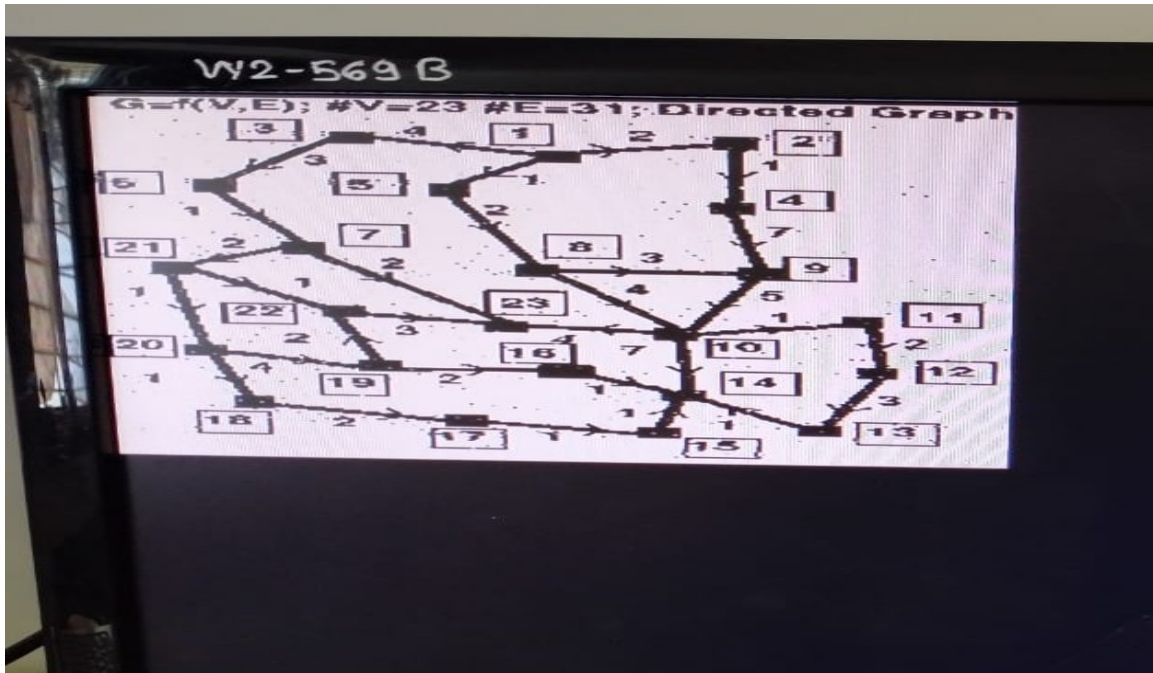 W2-569 B
G=f(V,E); #V=23 #E=31; Directed Graph
3 4 1 2 2
3 1 1
6 5 4
1 2 7
7 8 3 9
21 2 2 4 5
1 1 23 1 11
22 3 4 10 2
20 2 16 7 12
1 4 19 2 1 14 3
18 2 17 1 1 15 1 13